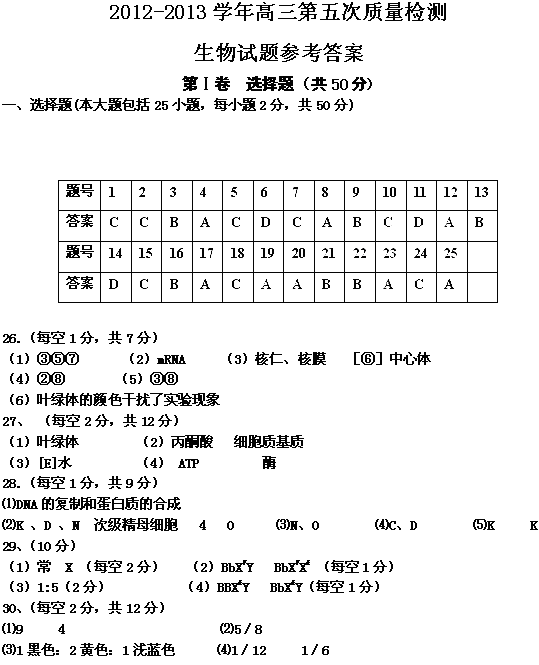 2012-2013学年高三第五次质量检测
生物试题参考答案
第Ⅰ卷 选择题（共50分）
一、选择题(本大题包括25小题，每小题2分，共50分)
题号 1 2 3 4 5 6 7 8 9 10 11 12 13
答案 C C B A C D C A B C D A B
题号 14 15 16 17 18 19 20 21 22 23 24 25
答案 D C B A C A A B B A C A
26.（每空1分，共7分）
（1）③⑤⑦ （2）mRNA （3）核仁、核膜 [⑥] 中心体
（4）②⑧ （5）③⑧
（6）叶绿体的颜色干扰了实验现象
27、（每空2分，共12分）
（1）叶绿体 （2）丙酮酸 细胞质基质
（3）[E]水 （4） ATP 酶
28.（每空1分，共9分）
⑴DNA的复制和蛋白质的合成
⑵K 、D 、N 次级精母细胞 4 0 ⑶N、O ⑷C、D ⑸K K
29、(10分)
（1）常 X （每空2分） （2）
（3）1:5（2分） （4）
30、(每空2分，共12分)
⑴9 4 ⑵5／8
⑶1黑色：2黄色：1浅蓝色 ⑷1／12 1／6